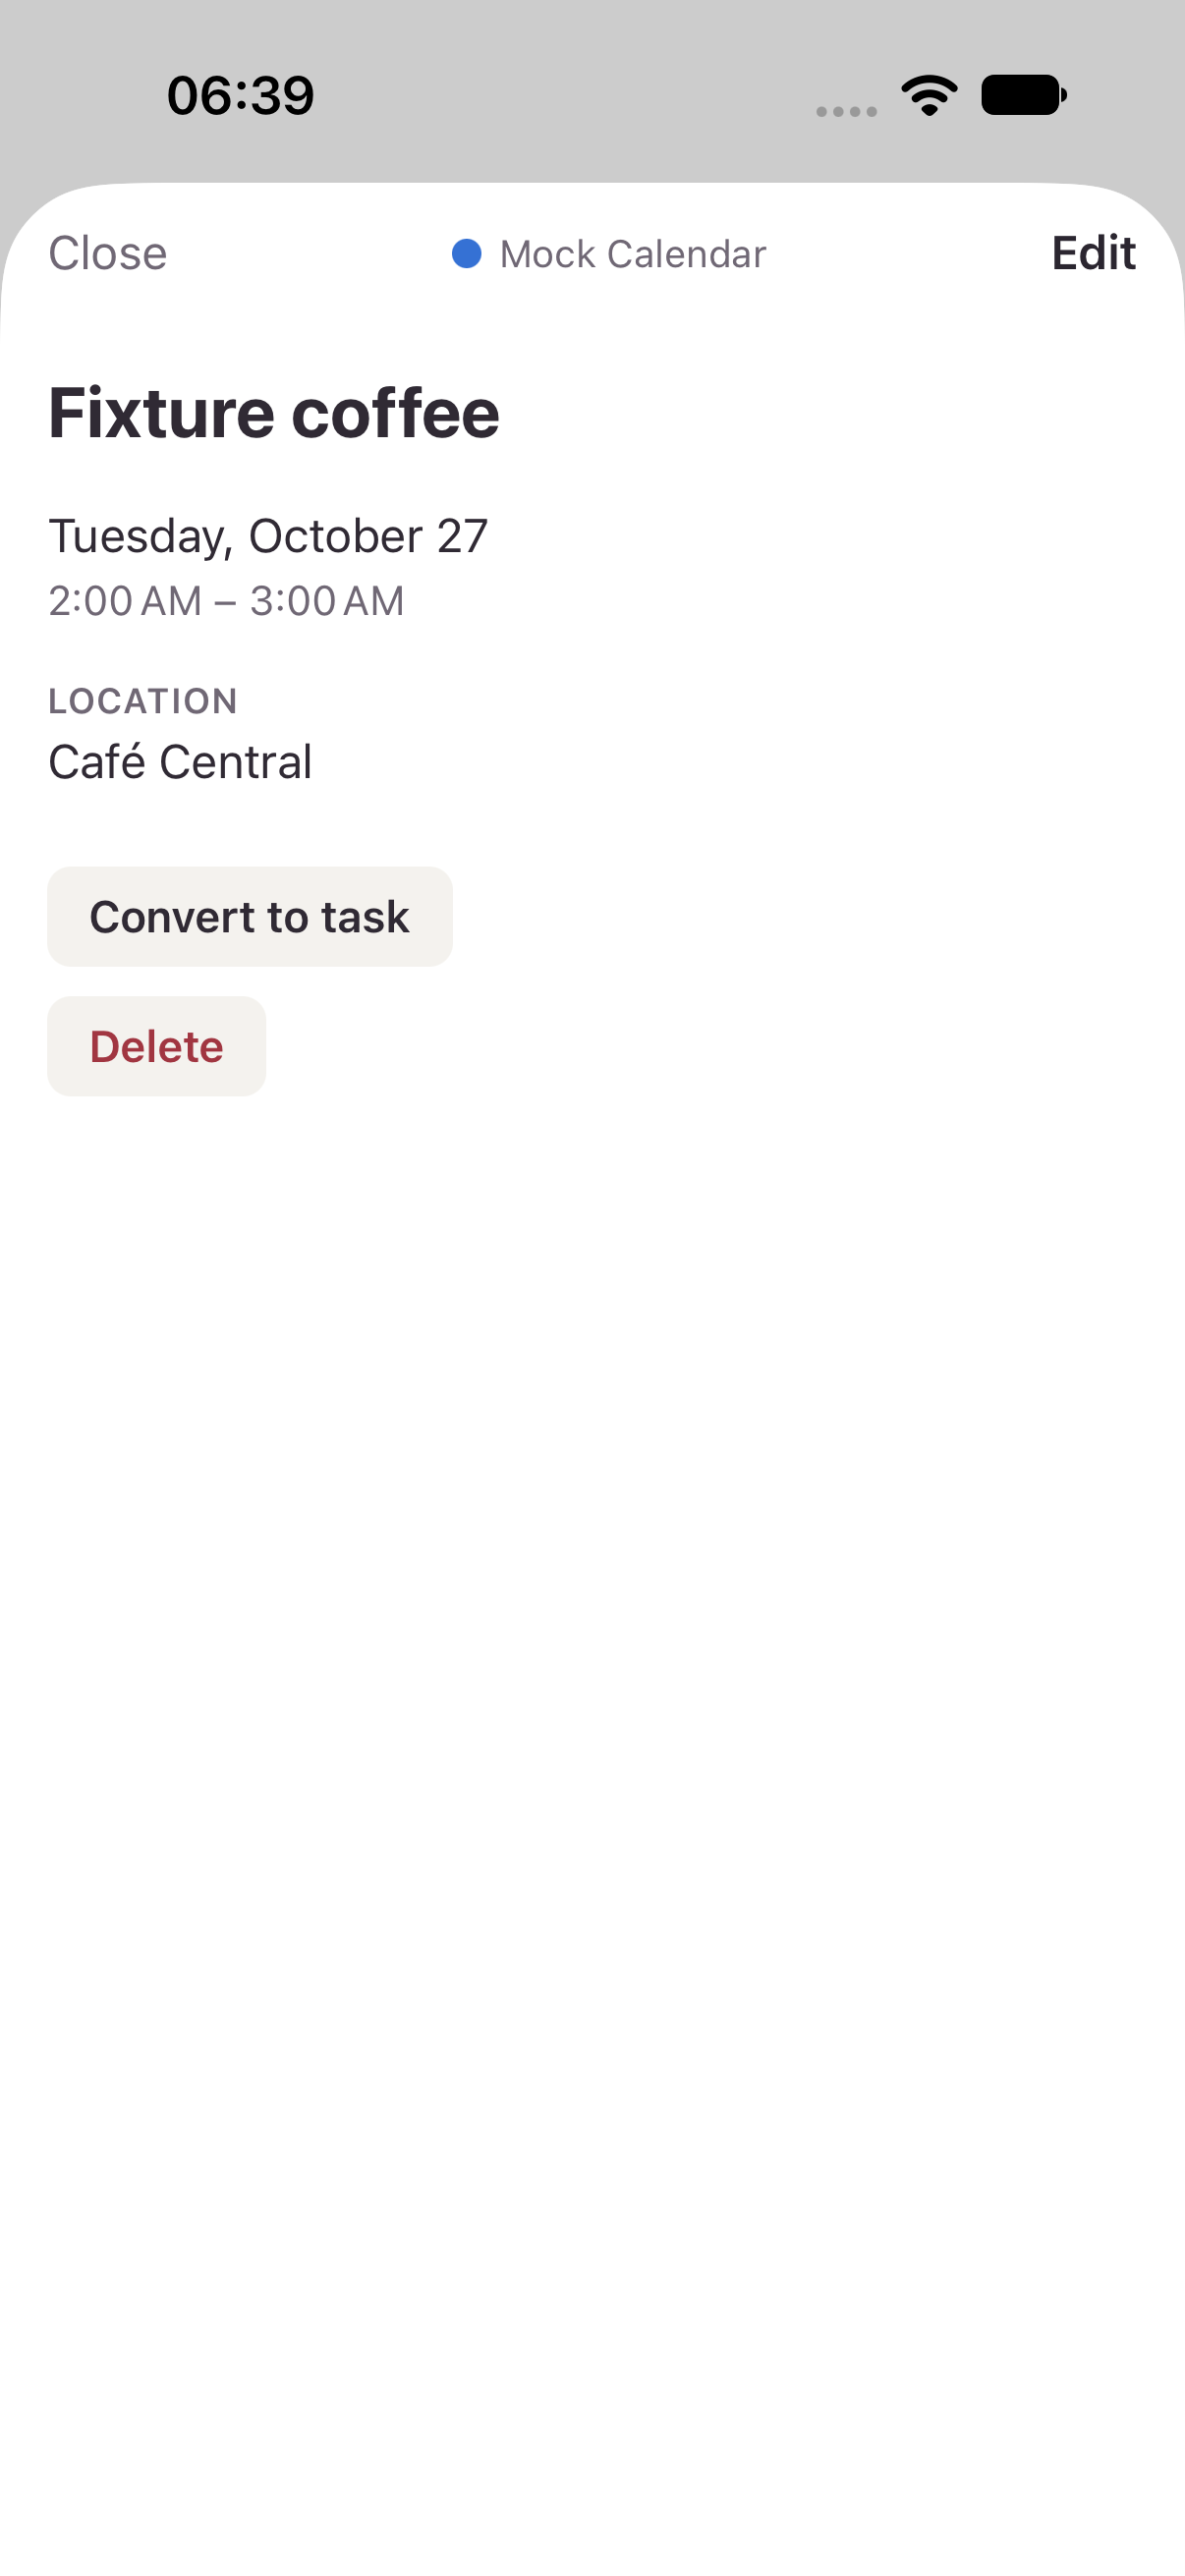 06:39
Close
Mock Calendar
Edit
Fixture coffee
Tuesday, October 27
2:00 AM – 3:00 AM
LOCATION
Café Central
Convert to task
Delete